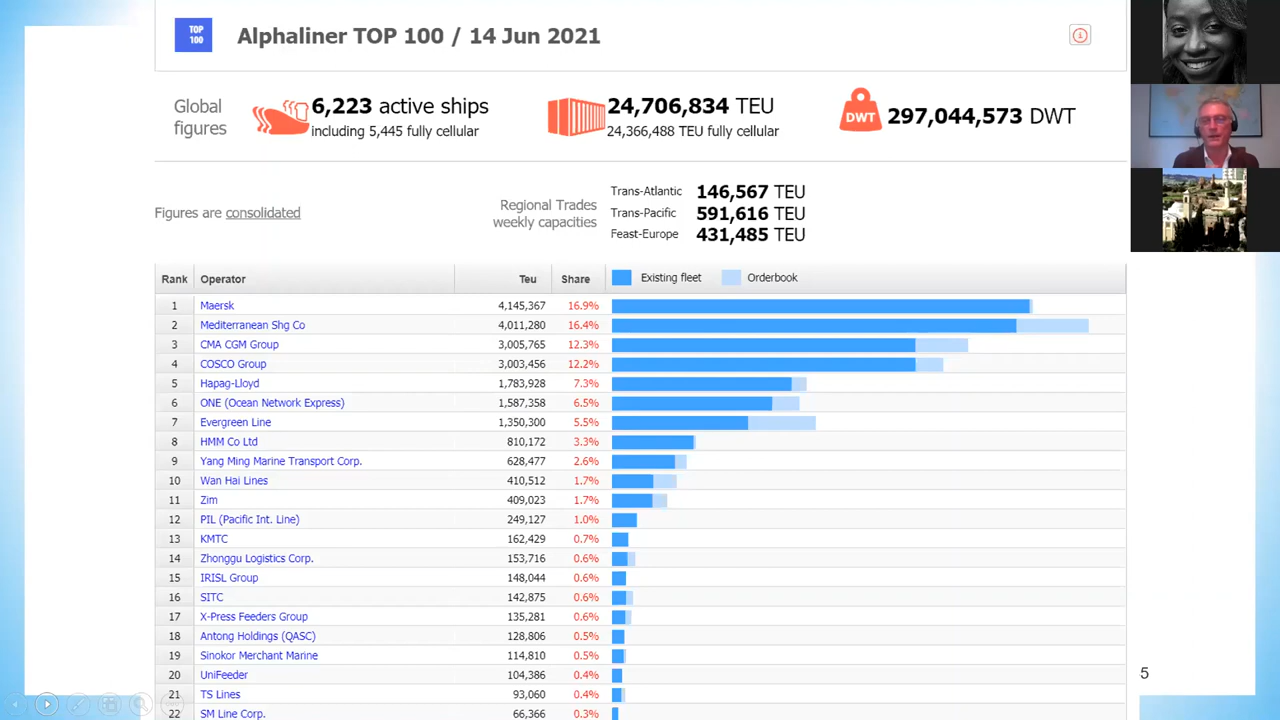 TOP 100
Alphaliner TOP 100 / 14 Jun 2021
Global figures
6,223 active ships
including 5,445 fully cellular
24,706,834 TEU
24,366,488 TEU fully cellular
DWT
297,044,573 DWT
Figures are consolidated
Regional Trades weekly capacities
Trans-Atlantic 146,567 TEU
Trans-Pacific 591,616 TEU
Feast-Europe 431,485 TEU
Rank Operator Teu Share Existing fleet Orderbook
1 Maersk 4,145,367 16.9%
2 Mediterranean Shg Co 4,011,280 16.4%
3 CMA CGM Group 3,005,765 12.3%
4 COSCO Group 3,003,456 12.2%
5 Hapag-Lloyd 1,783,928 7.3%
6 ONE (Ocean Network Express) 1,587,358 6.5%
7 Evergreen Line 1,350,300 5.5%
8 HMM Co Ltd 810,172 3.3%
9 Yang Ming Marine Transport Corp. 628,477 2.6%
10 Wan Hai Lines 410,512 1.7%
11 Zim 409,023 1.7%
12 PIL (Pacific Int. Line) 249,127 1.0%
13 KMTC 162,429 0.7%
14 Zhonggu Logistics Corp. 153,716 0.6%
15 IRISL Group 148,044 0.6%
16 SITC 142,875 0.6%
17 X-Press Feeders Group 135,281 0.6%
18 Antong Holdings (QASC) 128,806 0.5%
19 Sinokor Merchant Marine 114,810 0.5%
20 UniFeeder 104,386 0.4%
21 TS Lines 93,060 0.4%
22 SM Line Corp. 66,366 0.3%
5